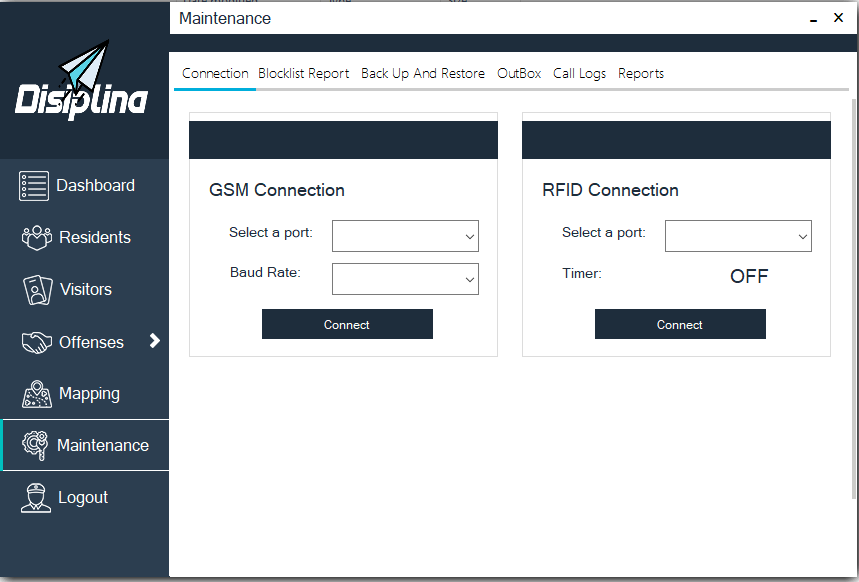 Maintenance
Disiplina
Connection Blocklist Report Back Up And Restore OutBox Call Logs Reports
Dashboard
Residents
Visitors
Offenses
Mapping
Maintenance
Logout
GSM Connection
Select a port:
Baud Rate:
Connect
RFID Connection
Select a port:
Timer: OFF
Connect